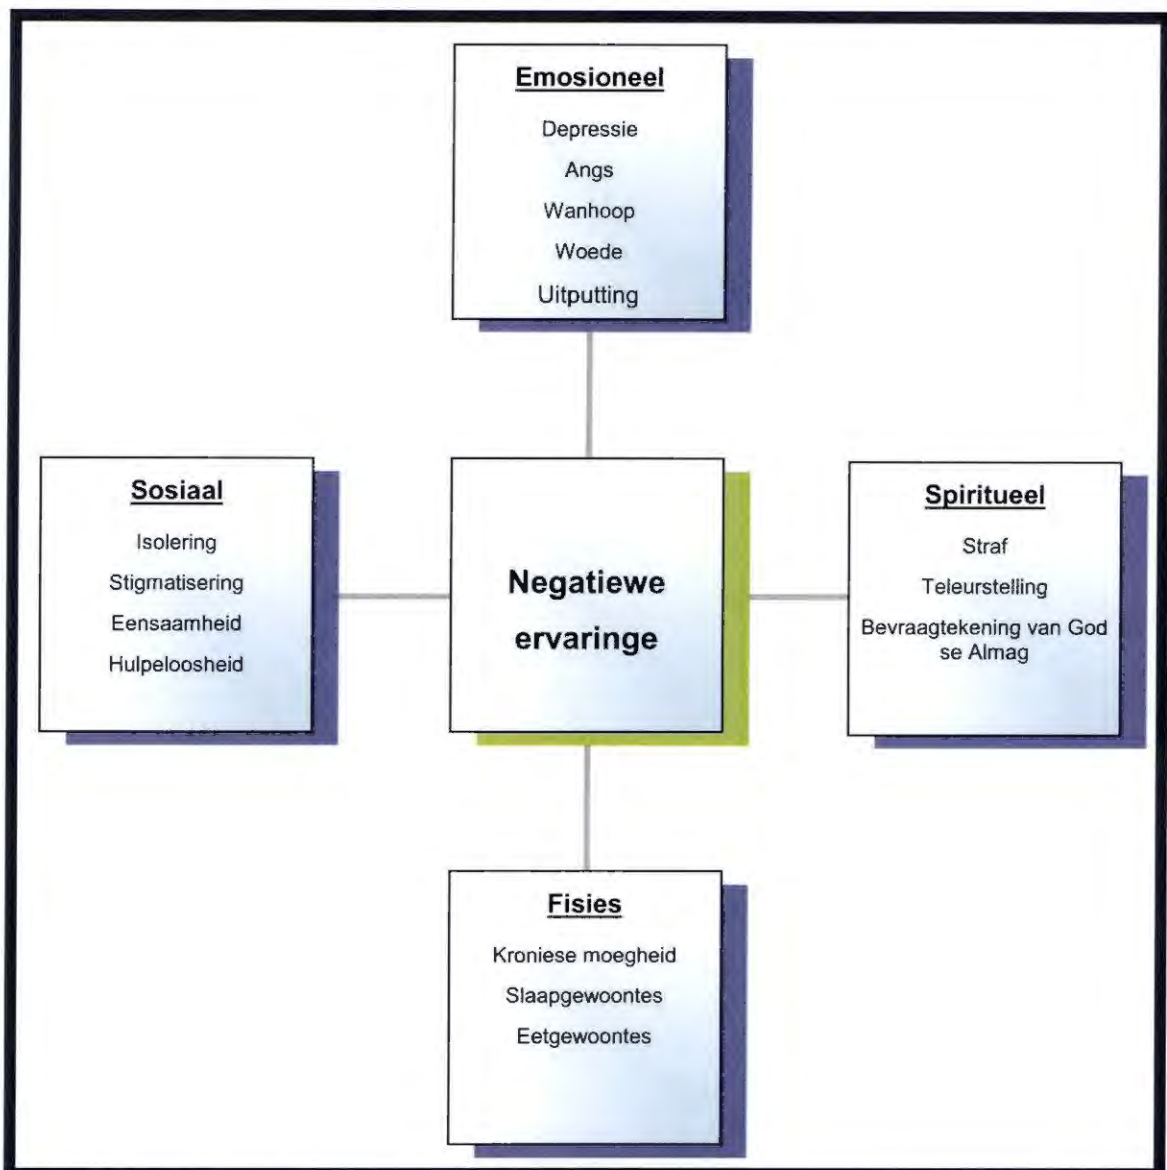 Emosioneel
Depressie
Angs
Wanhoop
Woede
Uitputting
Sosiaal
Isolering
Stigmatisering
Eensaamheid
Hulpeloosheid
Negatiewe
ervaringe
Spiritueel
Straf
Teleurstelling
Bevraagtekening van God
se Almag
Fisies
Kroniese moegheid
Slaapgewoontes
Eetgewoontes